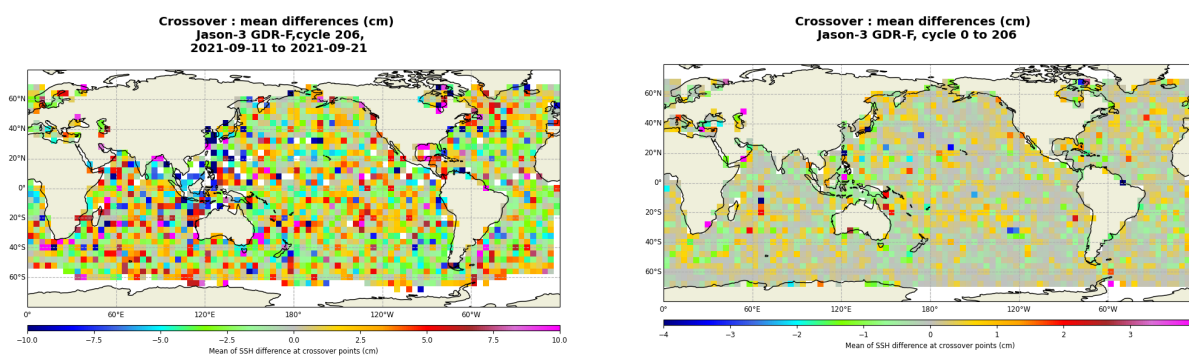 Crossover : mean differences (cm)
Jason-3 GDR-F,cycle 206,
2021-09-11 to 2021-09-21
60°N
40°N
20°N
0°
20°S
40°S
60°S
0° 60°E 120°E 180° 120°W 60°W
−10.0 −7.5 −5.0 −2.5 0.0 2.5 5.0 7.5 10.0
Mean of SSH difference at crossover points (cm)
Crossover : mean differences (cm)
Jason-3 GDR-F, cycle 0 to 206
60°N
40°N
20°N
0°
20°S
40°S
60°S
0° 60°E 120°E 180° 120°W 60°W
−4 −3 −2 −1 0 1 2 3
Mean of SSH difference at crossover points (cm)